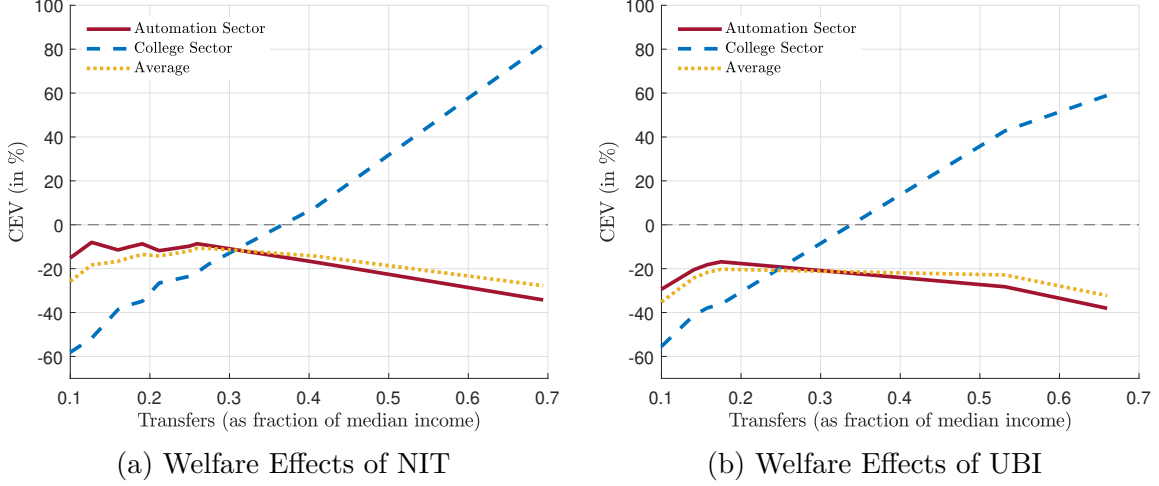 100
80
60
40
20
0
-20
-40
-60
CEV (in %)
Automation Sector
College Sector
Average
0.1 0.2 0.3 0.4 0.5 0.6 0.7
Transfers (as fraction of median income)
(a) Welfare Effects of NIT
100
80
60
40
20
0
-20
-40
-60
CEV (in %)
Automation Sector
College Sector
Average
0.1 0.2 0.3 0.4 0.5 0.6 0.7
Transfers (as fraction of median income)
(b) Welfare Effects of UBI